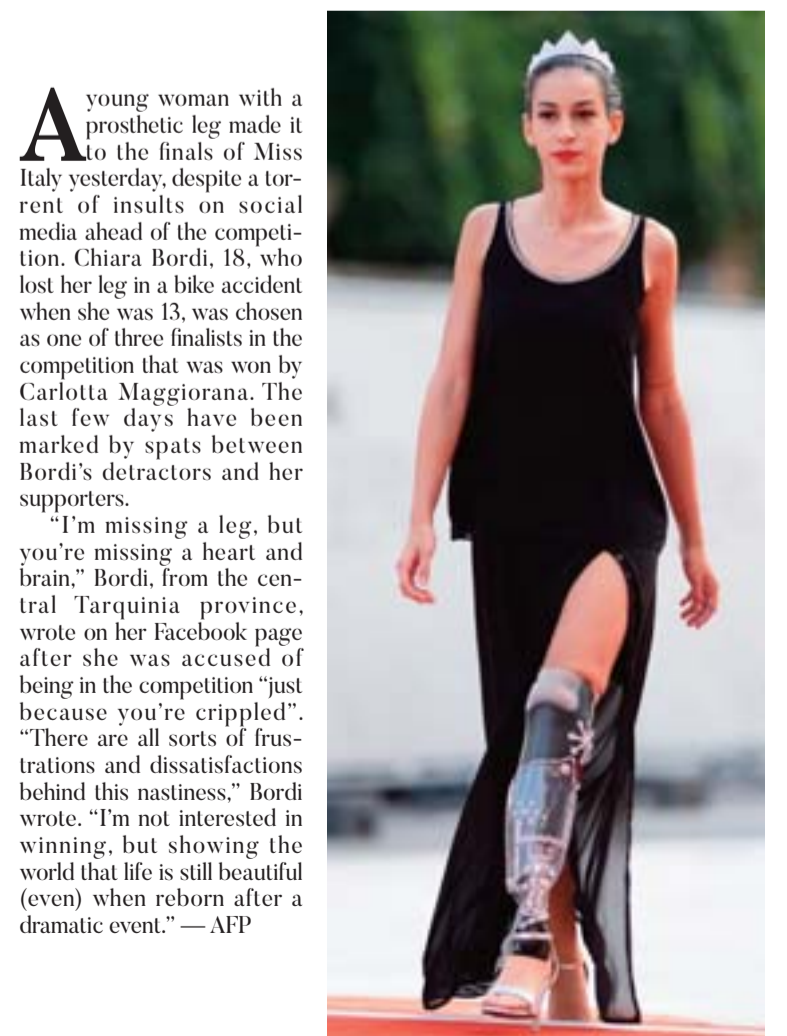 A young woman with a
prosthetic leg made it
to the finals of Miss
Italy yesterday, despite a tor-
rent of insults on social
media ahead of the competi-
tion. Chiara Bordi, 18, who
lost her leg in a bike accident
when she was 13, was chosen
as one of three finalists in the
competition that was won by
Carlotta Maggiorana. The
last few days have been
marked by spats between
Bordi’s detractors and her
supporters.
“I’m missing a leg, but
you’re missing a heart and
brain,” Bordi, from the cen-
tral Tarquinia province,
wrote on her Facebook page
after she was accused of
being in the competition “just
because you’re crippled”.
“There are all sorts of frus-
trations and dissatisfactions
behind this nastiness,” Bordi
wrote. “I’m not interested in
winning, but showing the
world that life is still beautiful
(even) when reborn after a
dramatic event.” — AFP